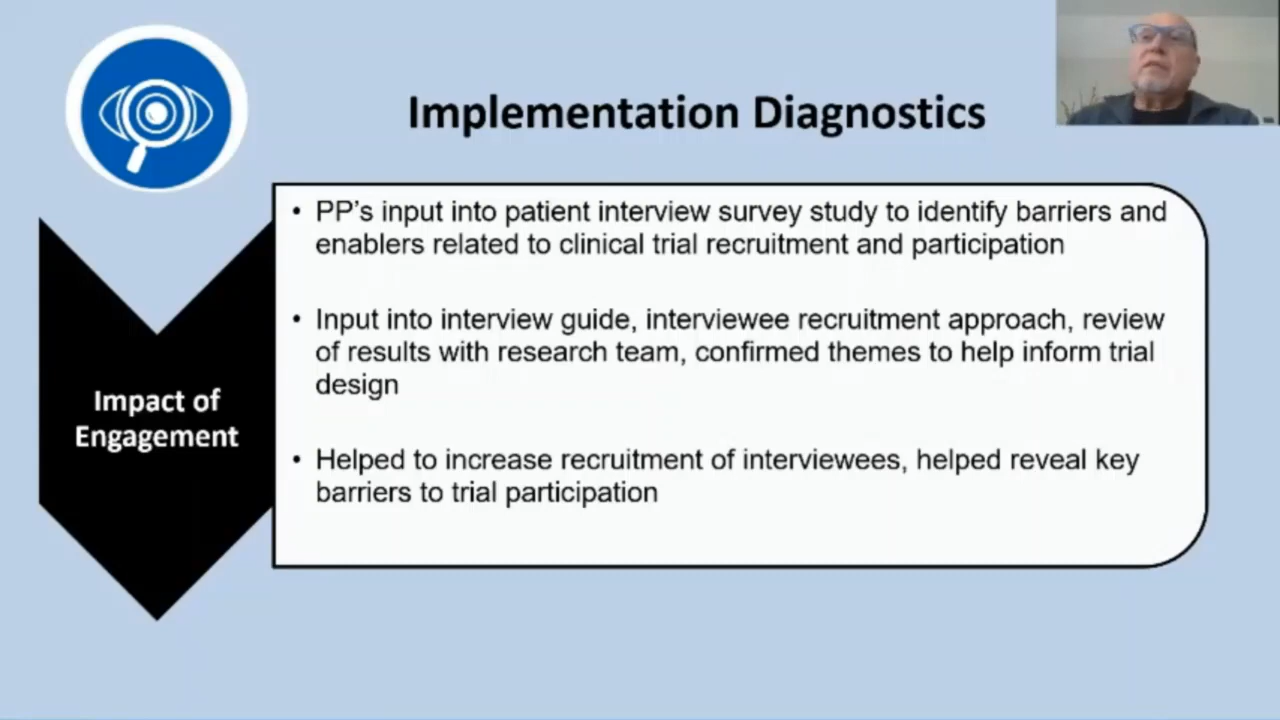 Implementation Diagnostics
• PP’s input into patient interview survey study to identify barriers and
enablers related to clinical trial recruitment and participation
• Input into interview guide, interviewee recruitment approach, review
of results with research team, confirmed themes to help inform trial
design
• Helped to increase recruitment of interviewees, helped reveal key
barriers to trial participation
Impact of
Engagement